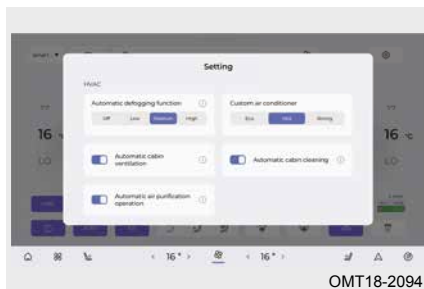 Setting
HVAC
Automatic defogging function
Custom air conditioner
Off Low Medium High
Eco Strong
16 16
LO LO
Automatic cabin
ventilation
Automatic cabin cleaning
Automatic air purification
operation
< 16° > < 16° >
OMT18-2094